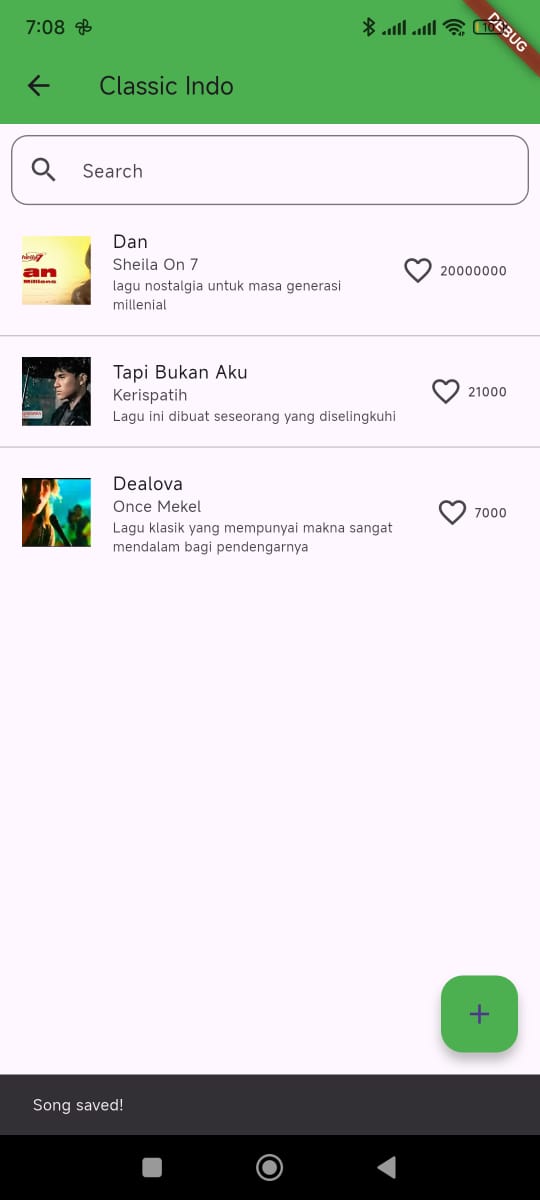 7:08
DEBUG
Classic Indo
Search
Dan
Sheila On 7
lagu nostalgia untuk masa generasi
millenial
20000000
an
Tapi Bukan Aku
Kerispatih
Lagu ini dibuat seseorang yang diselingkuhi
21000
Dealova
Once Mekel
Lagu klasik yang mempunyai makna sangat
mendalam bagi pendengarnya
7000
Song saved!